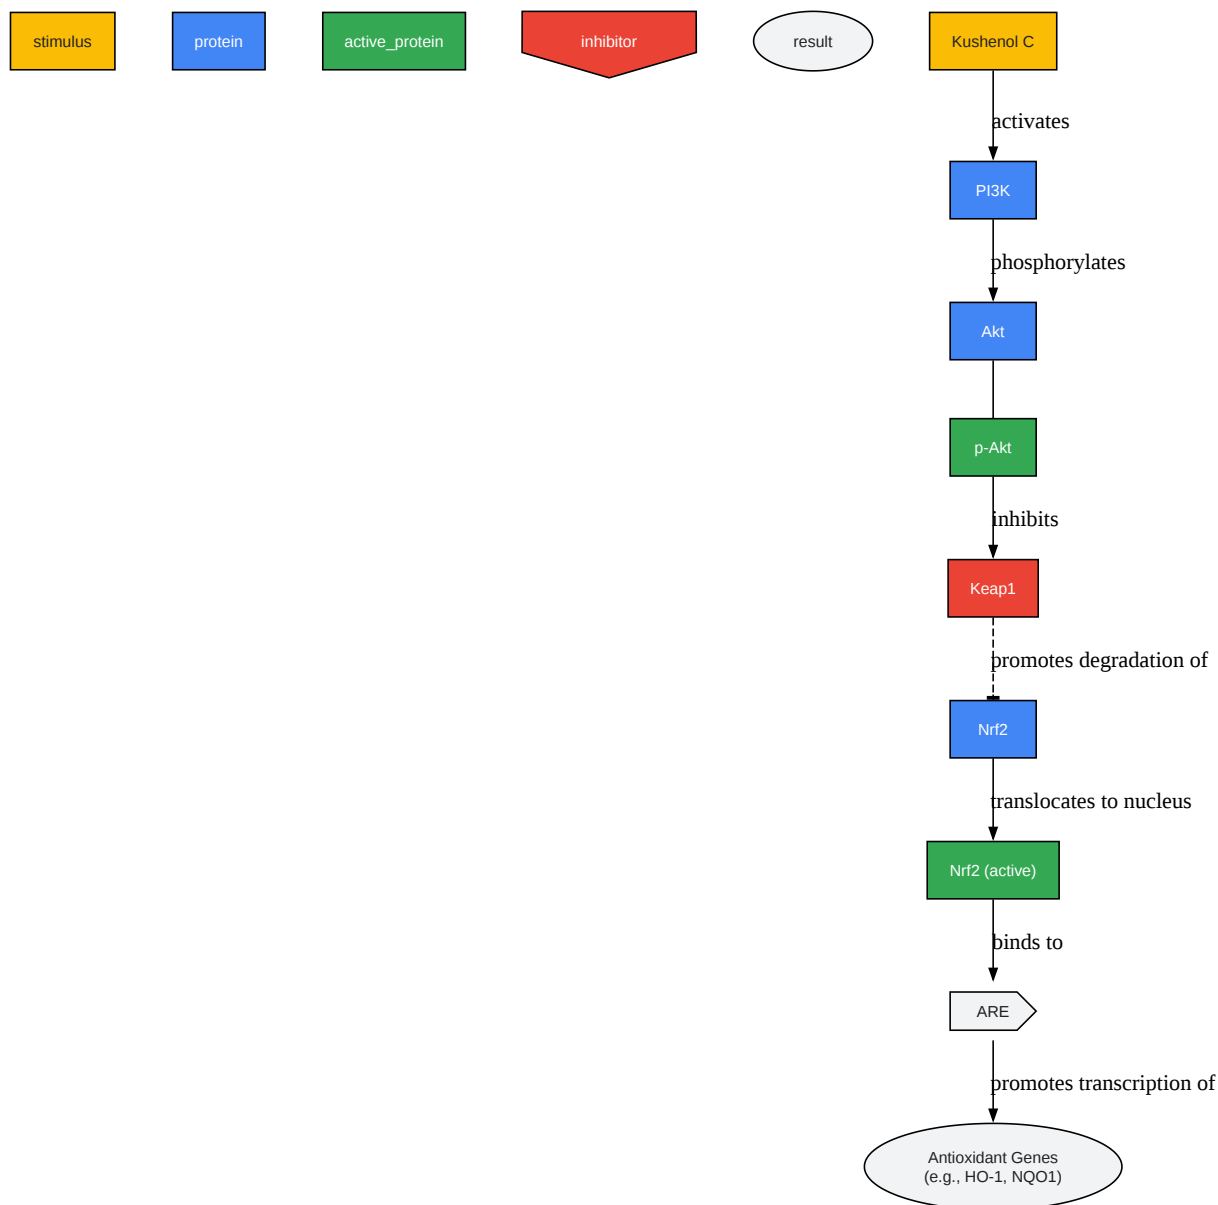 stimulus
protein
active_protein
inhibitor
result
Kushenol C
activates
PI3K
phosphorylates
Akt
p-Akt
inhibits
Keap1
promotes degradation of
Nrf2
translocates to nucleus
Nrf2 (active)
binds to
ARE
promotes transcription of
Antioxidant Genes
(e.g., HO-1, NQO1)